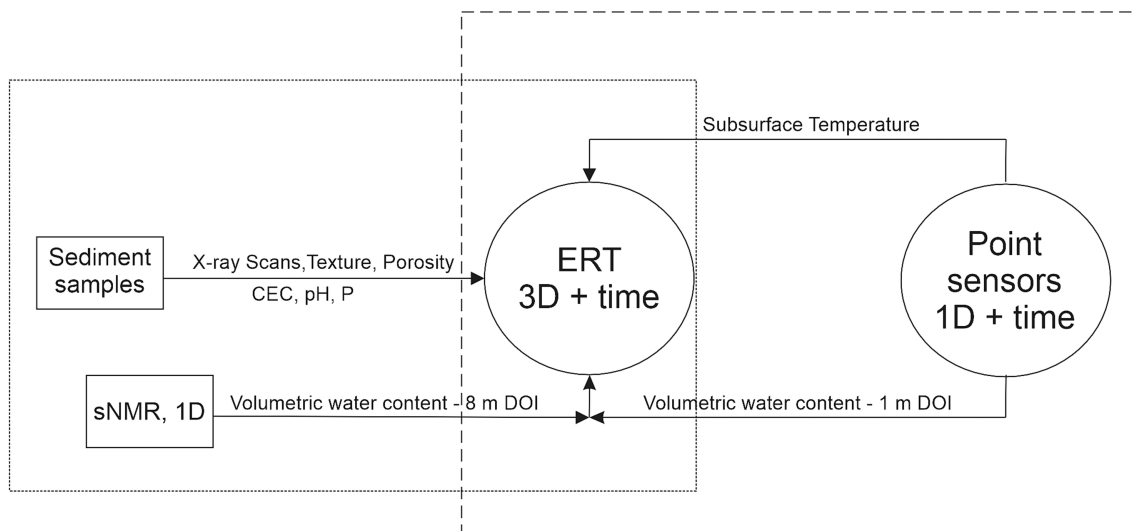 Subsurface Temperature
Sediment
samples
X-ray Scans,Texture, Porosity
CEC, pH, P
ERT
3D + time
Point
sensors
1D + time
sNMR, 1D
Volumetric water content - 8 m DOI
Volumetric water content - 1 m DOI